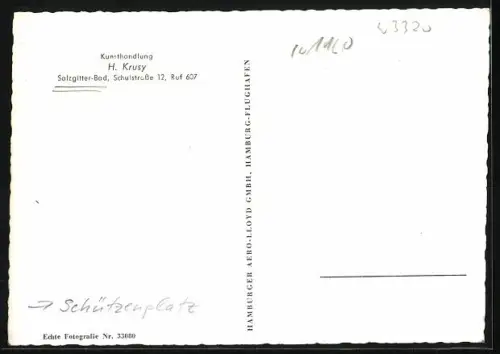 Kunsthandlung
H. Krusy
Salzgitter-Bad, Schulstraße 12, Ruf 607
HAMBURGER AERO-LLOYD GMBH, HAMBURG-FLUGHAFEN
→ Schützenplatz
Echte Fotografie Nr. 33080